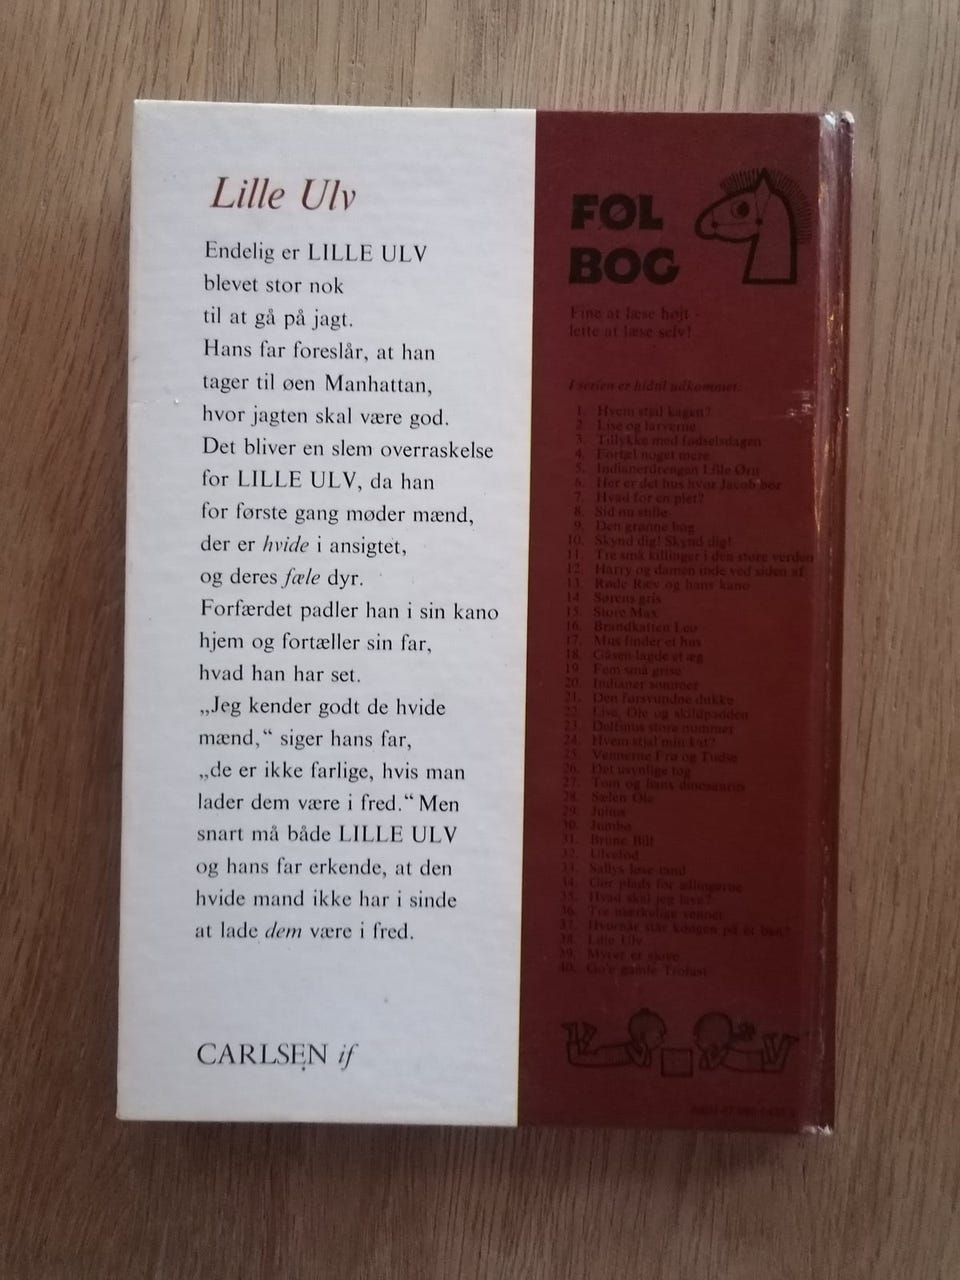 Lille Ulv
Endelig er LILLE ULV
blevet stor nok
til at gå på jagt.
Hans far foreslår, at han
tager til øen Manhattan,
hvor jagten skal være god.
Det bliver en slem overraskelse
for LILLE ULV, da han
for første gang møder mænd,
der er hvide i ansigtet,
og deres fæle dyr.
Forfærdet padler han i sin kano
hjem og fortæller sin far,
hvad han har set.
„Jeg kender godt de hvide
mænd,“ siger hans far,
„de er ikke farlige, hvis man
lader dem være i fred.“ Men
snart må både LILLE ULV
og hans far erkende, at den
hvide mand ikke har i sinde
at lade dem være i fred.
CARLSEN if
FØL
BOG
Fine at læse højt -
lette at læse selv!
I serien er hidtil udkommet:
1. Hvem stjal kagen?
2. Lise og larverne
3. Tillykke med fødselsdagen
4. Fortæl noget mere
5. Indianerdrengen Lille Ørn
6. Her er det hus hvor Jacob bor
7. Hvad for en plet?
8. Sid nu stille
9. Den grønne bog
10. Skynd dig! Skynd dig!
11. Tre små killinger i den store verden
12. Harry og damen inde ved siden af
13. Røde Ræv og hans kano
14. Sørens gris
15. Store Max
16. Brandkatten Leo
17. Mus finder et hus
18. Gåsen lagde et æg
19. Fem små grise
20. Indianer sommer
21. Den forsvundne dukke
22. Lise, Ole og skildpadden
23. Delfinus store nummer
24. Hvem stjal min kat?
25. Vennerne Frø og Tudse
26. Det usynlige tog
27. Tom og hans dinosaurus
28. Sælen Ole
29. Julius
30. Jumbo
31. Brune Bill
32. Ulvefod
33. Sallys løse tand
34. Gør plads for ællingerne
35. Hvad skal jeg lave?
36. Tre mærkelige venner
37. Hvornår står kongen på ét ben?
38. Lille Ulv
39. Myrer er sjove
40. Go'e gamle Trofast